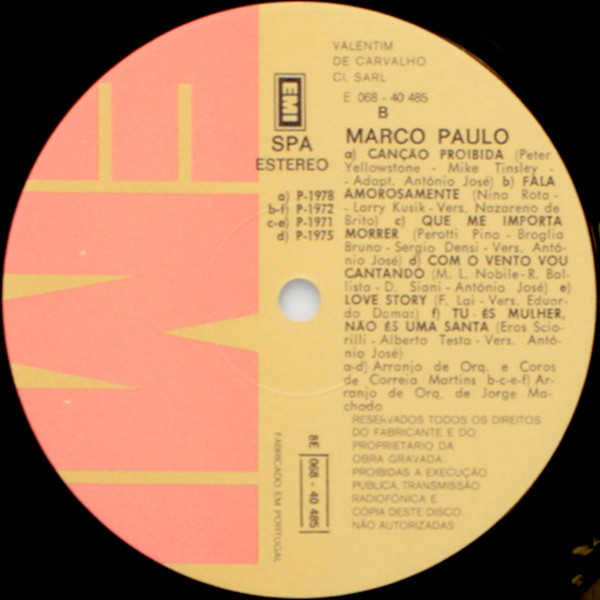 VALENTIM
DE CARVALHO
CI. SARL
E 068 - 40 485
B
EMI
SPA
ESTEREO
a) P-1978
b-f) P-1972
c-e) P-1971
d) P-1975
MARCO PAULO
a) CANÇÃO PROIBIDA (Peter
Yellowstone - Mike Tinsley -
- Adapt. António José) b) FALA
AMOROSAMENTE (Nino Rota -
- Larry Kusik - Vers. Nazareno de
Brito) c) QUE ME IMPORTA
MORRER (Perotti Pino - Broglia
Bruno - Sergio Densi - Vers. Antó-
nio José) d) COM O VENTO VOU
CANTANDO (M. L. Nobile - R. Bal-
lista - D. Siani - António José) e)
LOVE STORY (F. Lai - Vers. Eduar-
do Damas) f) TU ÉS MULHER,
NÃO ÉS UMA SANTA (Eros Scio-
rilli - Alberto Testa - Vers. Antó-
nio José)
a-d) Arranjo de Orq. e Coros
de Correia Martins b-c-e-f) Ar-
ranjo de Orq. de Jorge Ma-
chado
RESERVADOS TODOS OS DIREITOS
DO FABRICANTE E DO
PROPRIETÁRIO DA
OBRA GRAVADA.
PROIBIDAS A EXECUÇÃO
PUBLICA, TRANSMISSÃO
RADIOFONICA E
CÓPIA DESTE DISCO,
NÃO AUTORIZADAS
8E 068 - 40 485
FABRICADO EM PORTUGAL